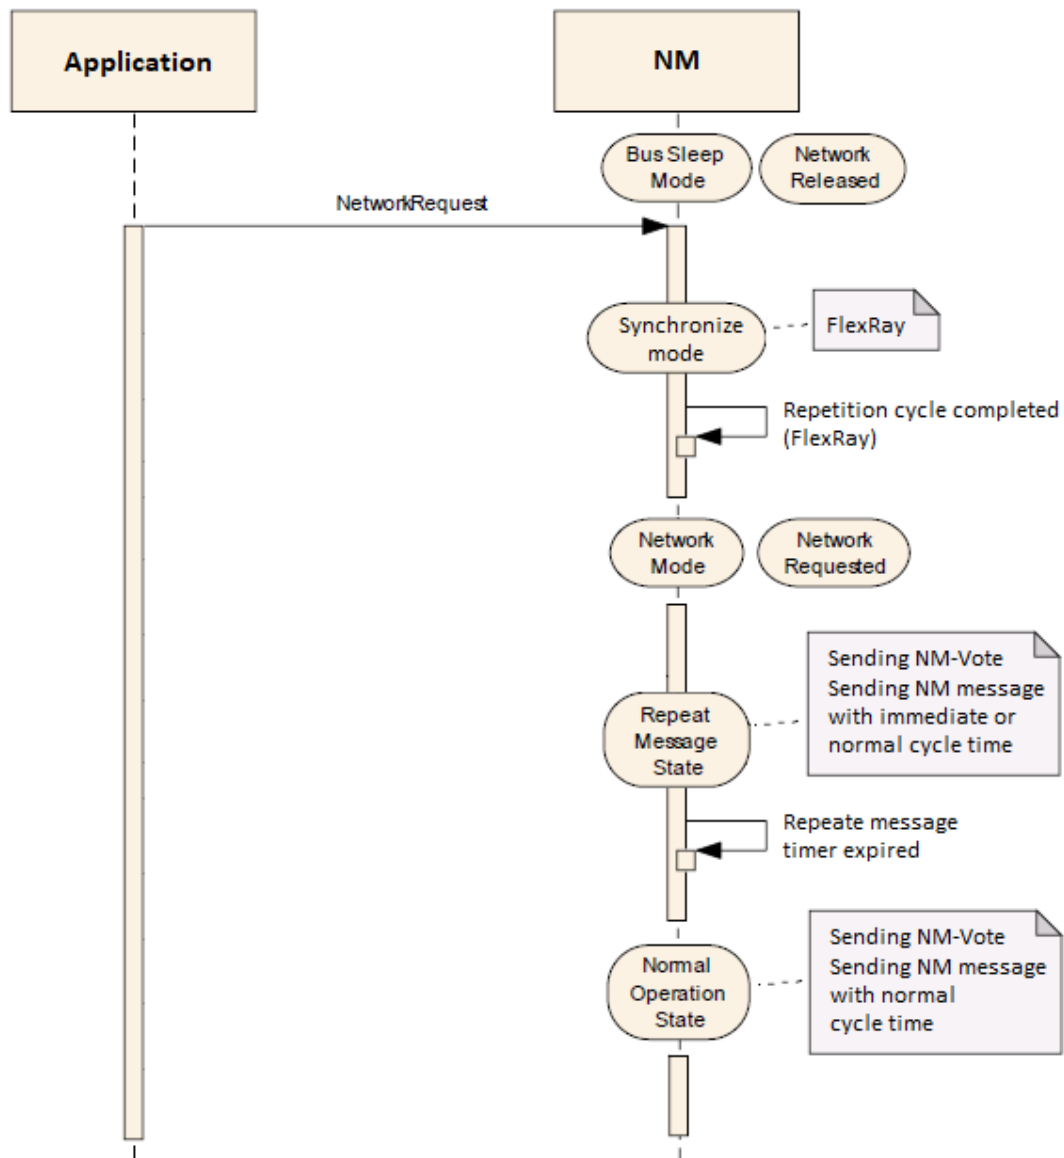 Application
NM
Bus Sleep
Mode
Network
Released
NetworkRequest
Synchronize
mode
FlexRay
Repetition cycle completed
(FlexRay)
Network
Mode
Network
Requested
Sending NM-Vote
Sending NM message
with immediate or
normal cycle time
Repeat
Message
State
Repeate message
timer expired
Sending NM-Vote
Sending NM message
with normal
cycle time
Normal
Operation
State